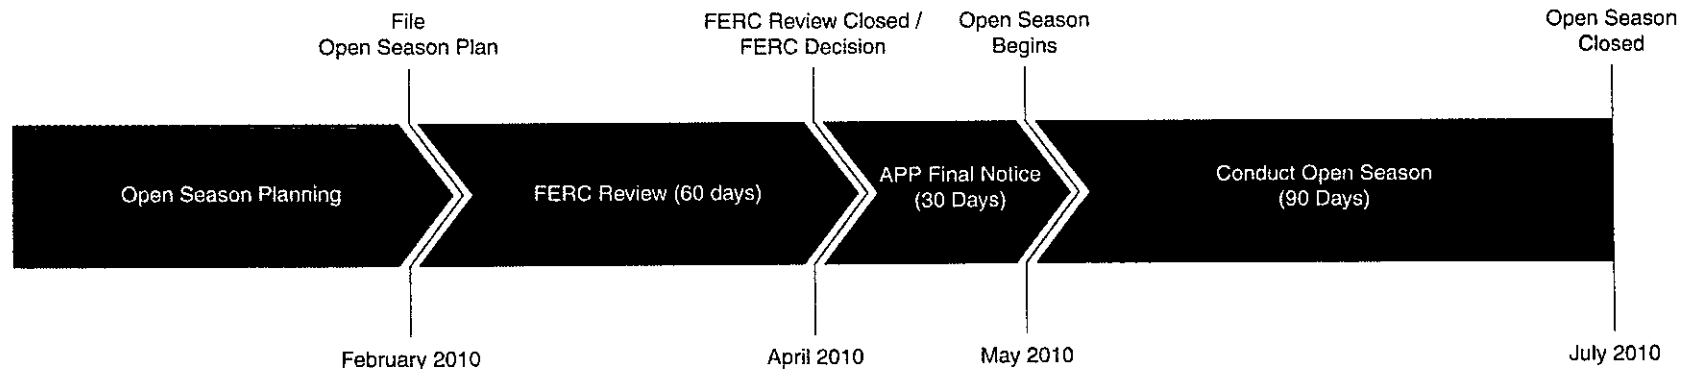 File
Open Season Plan
FERC Review Closed /
FERC Decision
Open Season
Begins
Open Season
Closed
Open Season Planning
FERC Review (60 days)
APP Final Notice
(30 Days)
Conduct Open Season
(90 Days)
February 2010
April 2010
May 2010
July 2010